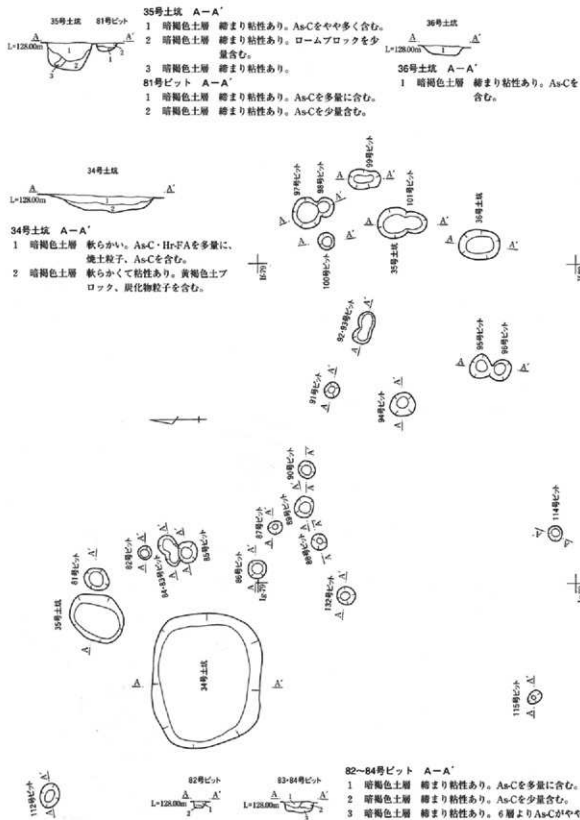 35号土坑 A-A′
35号土坑 81号ピット
1 暗褐色土層 締まり粘性あり。As-Cをやや多く含む。
2 暗褐色土層 締まり粘性あり。ロームブロックを少
量含む。
3 暗褐色土層 締まり粘性あり。
L=128.00m
A A′
81号ピット A-A′
1 暗褐色土層 締まり粘性あり。As-Cを多量に含む。
2 暗褐色土層 締まり粘性あり。As-Cを少量含む。
36号土坑
L=128.00m
A A′
36号土坑 A-A′
1 暗褐色土層 締まり粘性あり。As-Cを
含む。
34号土坑
A A′
L=128.00m
34号土坑 A-A′
1 暗褐色土層 軟らかい。As-C・Hr-FAを多量に、
焼土粒子、As-Cを含む。
2 暗褐色土層 軟らかくて粘性あり。黄褐色土ブ
ロック、炭化物粒子を含む。
97号ピット
98号ピット
99号ピット
100号ピット
101号ピット
35号土坑
36号土坑
92・93号ピット
91号ピット
94号ピット
95号ピット
96号ピット
90号ピット
89号ピット
88号ピット
87号ピット
86号ピット
82号ピット
84・83号ピット
85号ピット
81号ピット
35号土坑
34号土坑
132号ピット
114号ピット
115号ピット
112号ピット
82号ピット
L=128.00m
83・84号ピット
L=128.00m
82~84号ピット A-A′
1 暗褐色土層 締まり粘性あり。As-Cを多量に含む。
2 暗褐色土層 締まり粘性あり。As-Cを少量含む。
3 暗褐色土層 締まり粘性あり。6層よりAs-Cがやや